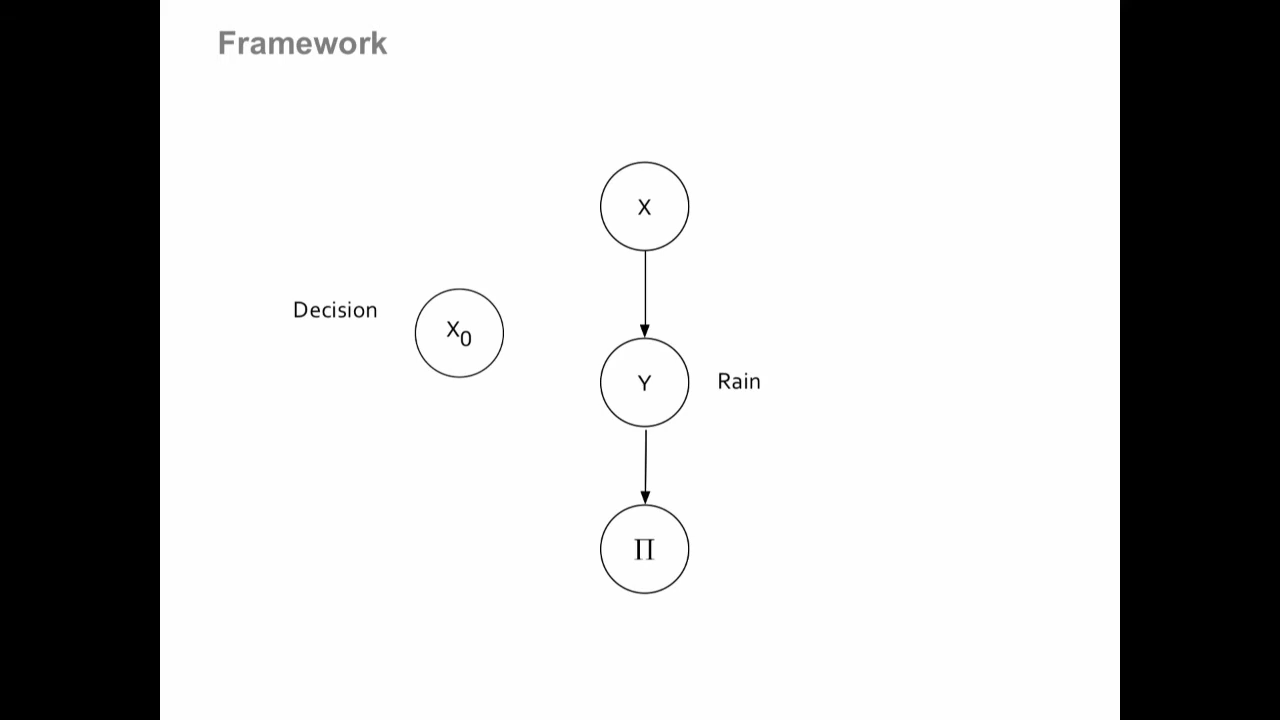 Framework
X
Decision
X₀
Y
Rain
Π